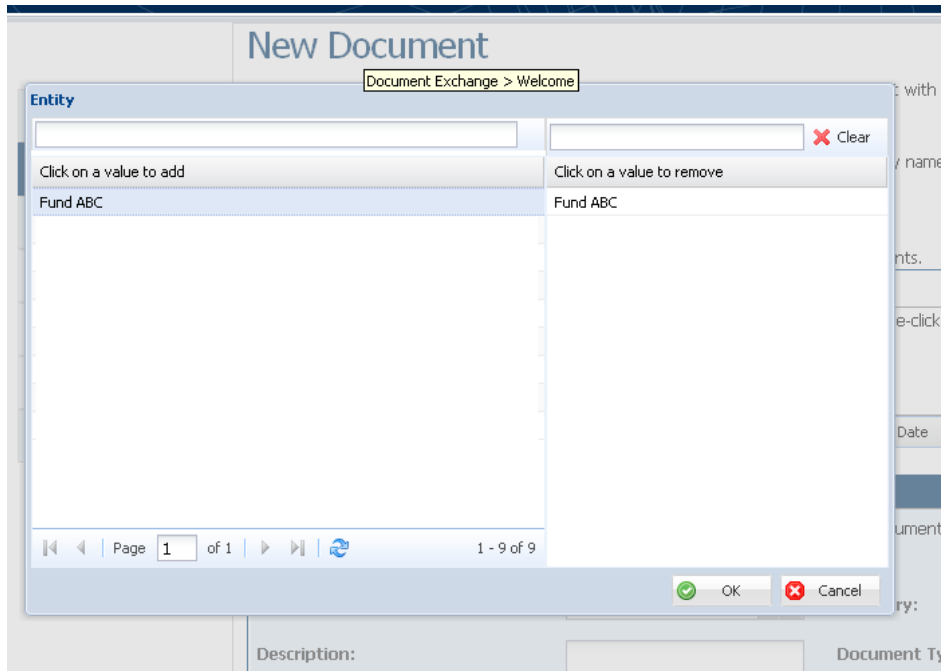 New Document
Document Exchange > Welcome
with
Entity
Clear
name
Click on a value to add
Click on a value to remove
Fund ABC
Fund ABC
nts.
e-click
Date
ument
Page 1 of 1
1 - 9 of 9
OK
Cancel
ry:
Description:
Document Ty